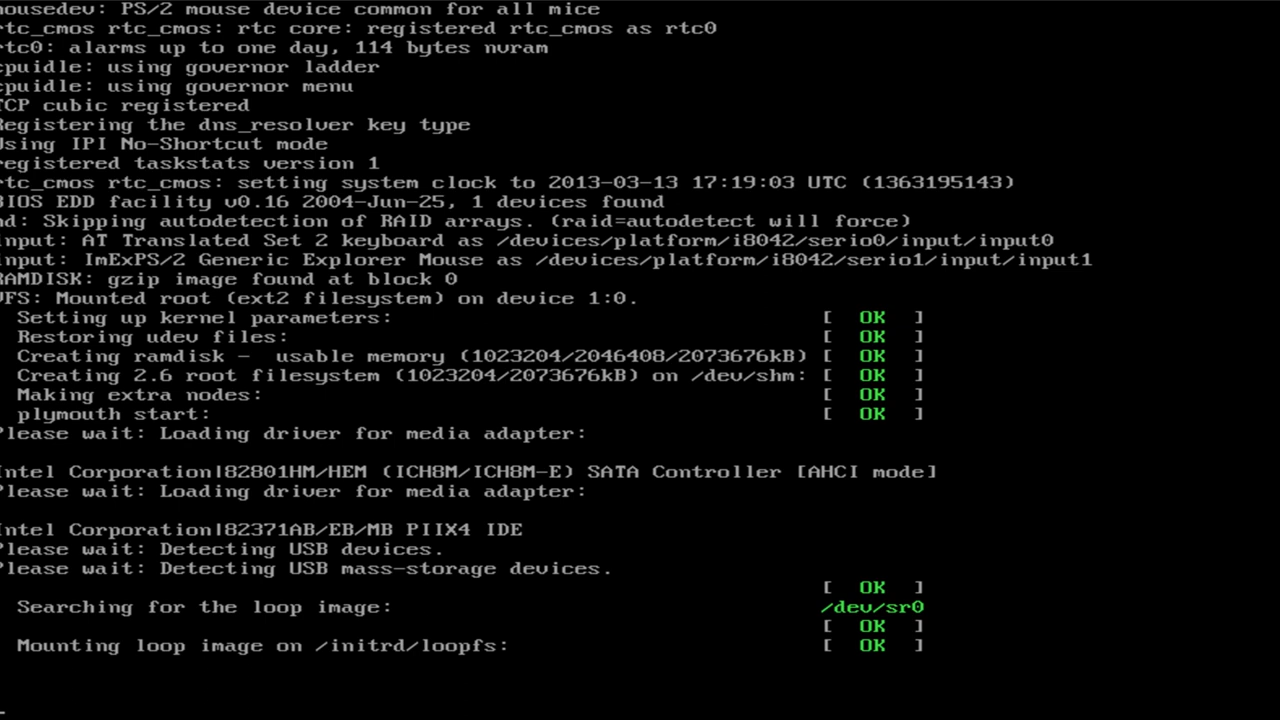 mousedev: PS/2 mouse device common for all mice
rtc_cmos rtc_cmos: rtc core: registered rtc_cmos as rtc0
rtc0: alarms up to one day, 114 bytes nvram
cpuidle: using governor ladder
cpuidle: using governor menu
TCP cubic registered
Registering the dns_resolver key type
Using IPI No-Shortcut mode
registered taskstats version 1
rtc_cmos rtc_cmos: setting system clock to 2013-03-13 17:19:03 UTC (1363195143)
BIOS EDD facility v0.16 2004-Jun-25, 1 devices found
md: Skipping autodetection of RAID arrays. (raid=autodetect will force)
input: AT Translated Set 2 keyboard as /devices/platform/i8042/serio0/input/input0
input: ImExPS/2 Generic Explorer Mouse as /devices/platform/i8042/serio1/input/input1
RAMDISK: gzip image found at block 0
VFS: Mounted root (ext2 filesystem) on device 1:0.
Setting up kernel parameters: [ OK ]
Restoring udev files: [ OK ]
Creating ramdisk - usable memory (1023204/2046408/2073676kB) [ OK ]
Creating 2.6 root filesystem (1023204/2073676kB) on /dev/shm: [ OK ]
Making extra nodes: [ OK ]
plymouth start: [ OK ]
Please wait: Loading driver for media adapter:
Intel Corporation|82801HM/HEM (ICH8M/ICH8M-E) SATA Controller [AHCI mode]
Please wait: Loading driver for media adapter:
Intel Corporation|82371AB/EB/MB PIIX4 IDE
Please wait: Detecting USB devices.
Please wait: Detecting USB mass-storage devices.
[ OK ]
Searching for the loop image: /dev/sr0
[ OK ]
Mounting loop image on /initrd/loopfs: [ OK ]